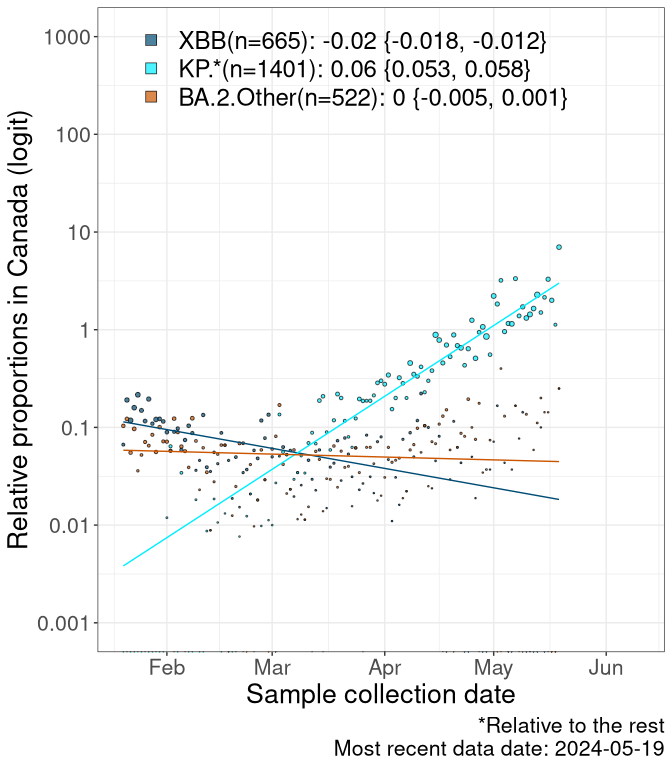 XBB(n=665): -0.02 {-0.018, -0.012}
KP.*(n=1401): 0.06 {0.053, 0.058}
BA.2.Other(n=522): 0 {-0.005, 0.001}
Relative proportions in Canada (logit)
1000
100
10
1
0.1
0.01
0.001
Feb Mar Apr May Jun
Sample collection date
*Relative to the rest
Most recent data date: 2024-05-19